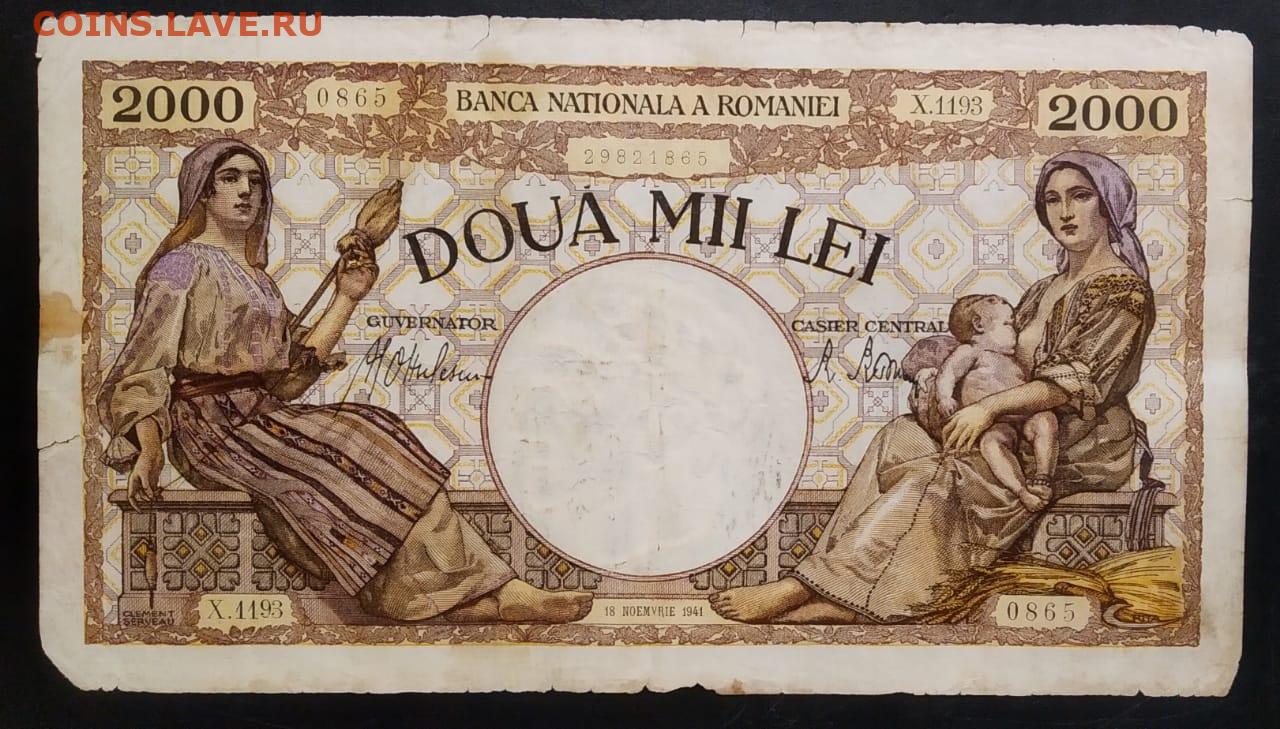 COINS.LAVE.RU
2000 0865 BANCA NATIONALA A ROMANIEI X.1193 2000
29821865
DOUĂ MII LEI
GUVERNATOR CASIER CENTRAL
CLEMENT
SERVEAU
X.1193 18 NOEMVRIE 1941 0865